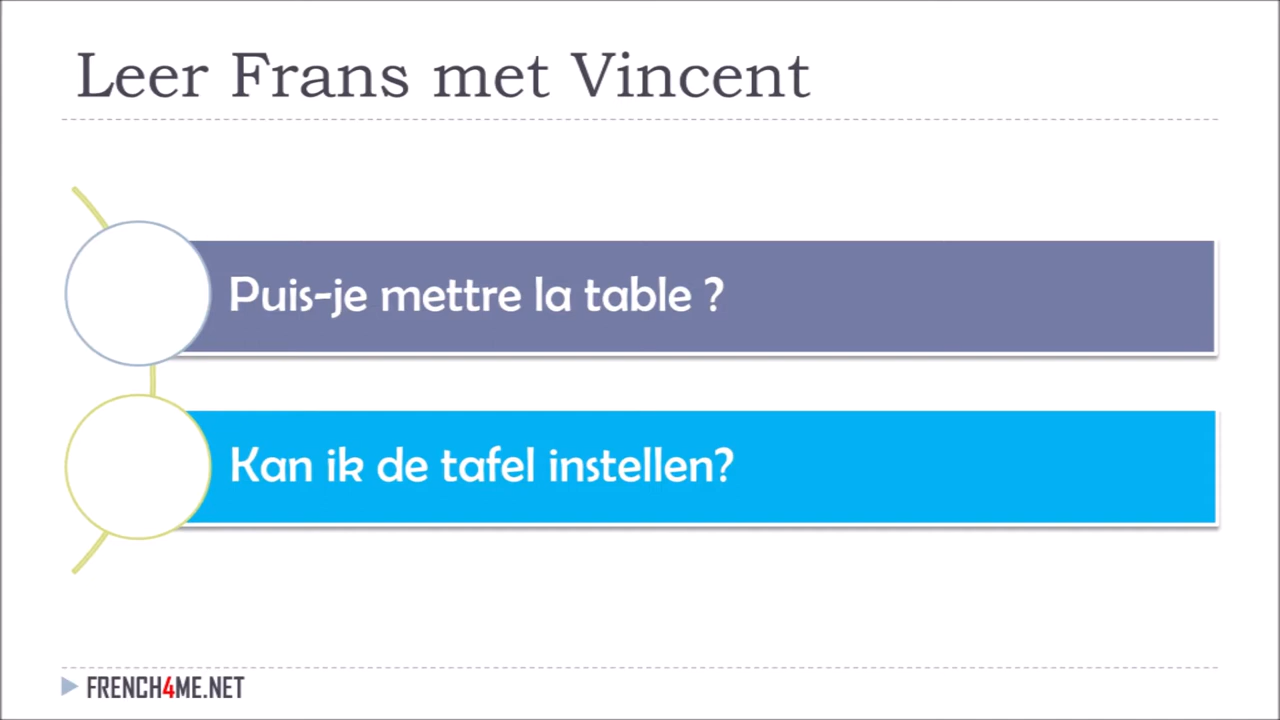 Leer Frans met Vincent
Puis-je mettre la table ?
Kan ik de tafel instellen?
FRENCH4ME.NET